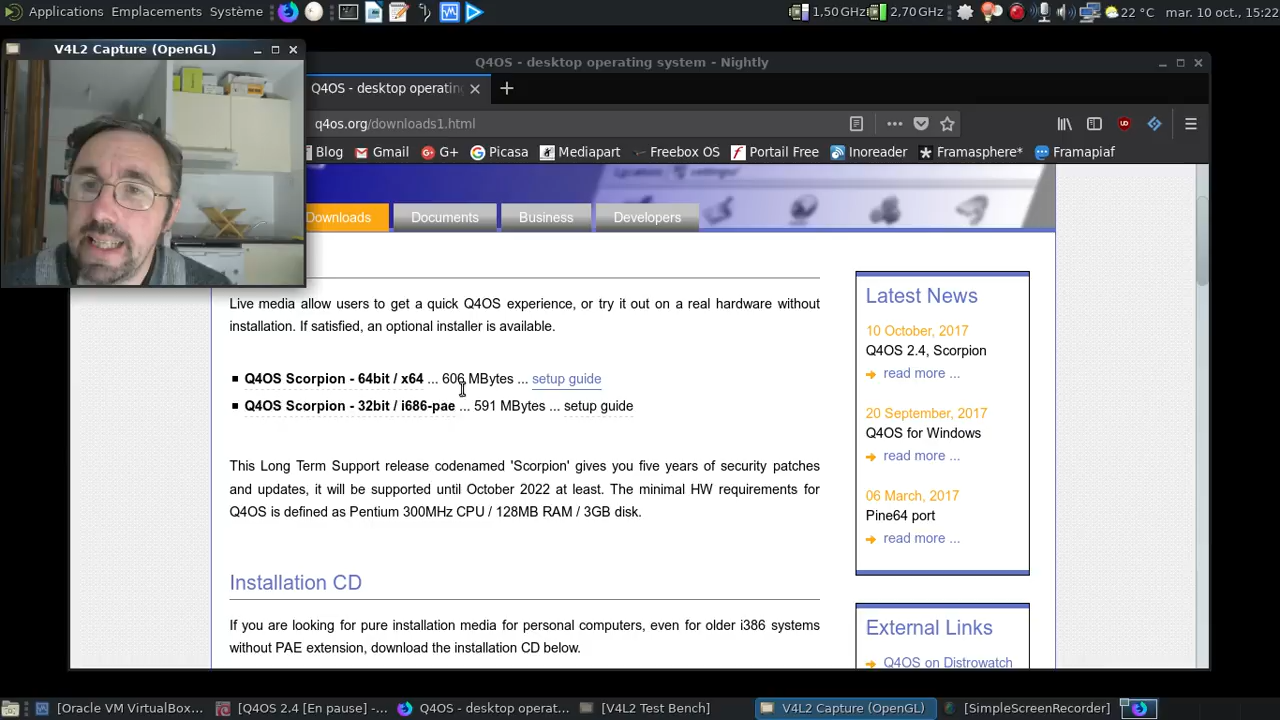 Applications Emplacements Système 1,50 GHz 2,70 GHz 22 °C mar. 10 oct., 15:22
V4L2 Capture (OpenGL)
Q4OS - desktop operating system - Nightly
Q4OS - desktop operating
q4os.org/downloads1.html
Blog Gmail G+ Picasa Mediapart Freebox OS Portail Free Inoreader Framasphere* Framapiaf
Downloads Documents Business Developers
Live media allow users to get a quick Q4OS experience, or try it out on a real hardware without
installation. If satisfied, an optional installer is available.
Q4OS Scorpion - 64bit / x64 ... 606 MBytes ... setup guide
Q4OS Scorpion - 32bit / i686-pae ... 591 MBytes ... setup guide
This Long Term Support release codenamed 'Scorpion' gives you five years of security patches
and updates, it will be supported until October 2022 at least. The minimal HW requirements for
Q4OS is defined as Pentium 300MHz CPU / 128MB RAM / 3GB disk.
Installation CD
If you are looking for pure installation media for personal computers, even for older i386 systems
without PAE extension, download the installation CD below.
Latest News
10 October, 2017
Q4OS 2.4, Scorpion
read more ...
20 September, 2017
Q4OS for Windows
read more ...
06 March, 2017
Pine64 port
read more ...
External Links
Q4OS on Distrowatch
[Oracle VM VirtualBox... [Q4OS 2.4 [En pause] -... Q4OS - desktop operat... [V4L2 Test Bench] V4L2 Capture (OpenGL) [SimpleScreenRecorder]